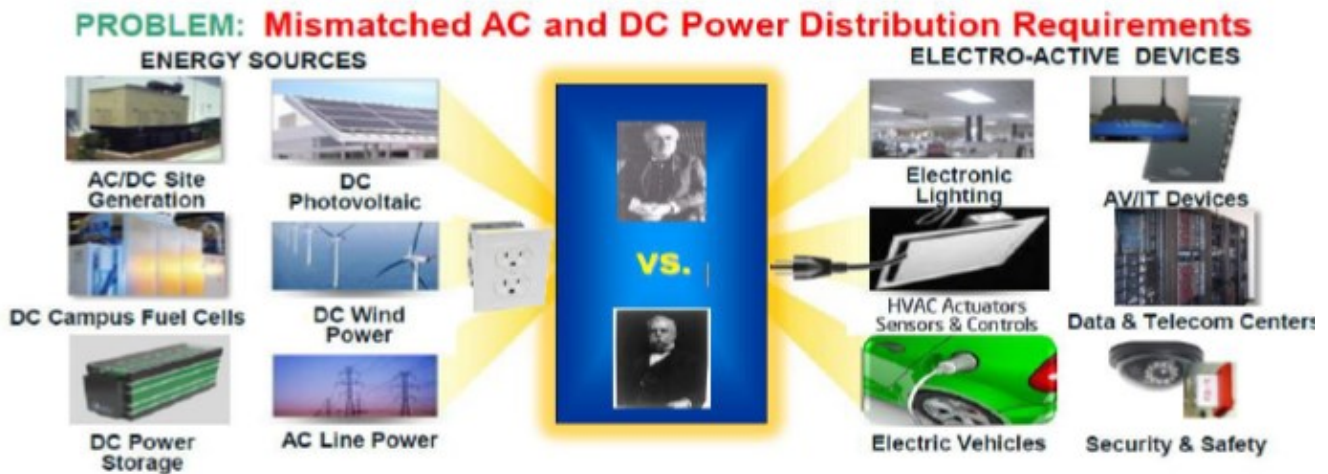 PROBLEM: Mismatched AC and DC Power Distribution Requirements
ENERGY SOURCES
AC/DC Site
Generation
DC
Photovoltaic
DC Campus Fuel Cells
DC Wind
Power
DC Power
Storage
AC Line Power
vs.
ELECTRO-ACTIVE DEVICES
Electronic
Lighting
AV/IT Devices
HVAC Actuators
Sensors & Controls
Data & Telecom Centers
Electric Vehicles
Security & Safety